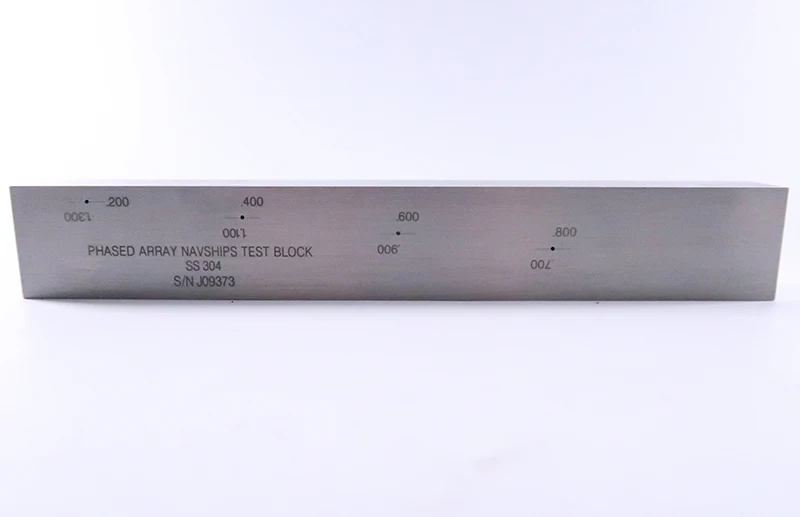 .200
.400
1.300
1.100
.600
.900
.800
.700
PHASED ARRAY NAVSHIPS TEST BLOCK
SS 304
S/N J09373